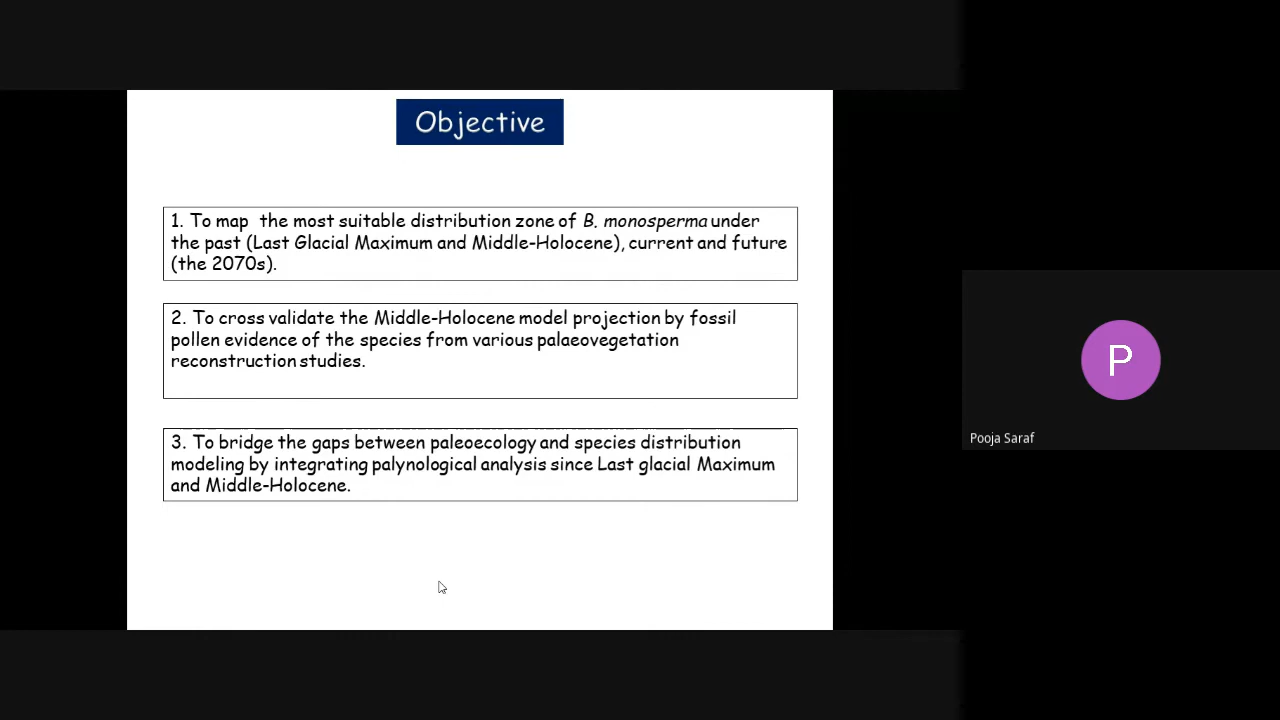 Objective
1. To map the most suitable distribution zone of B. monosperma under
the past (Last Glacial Maximum and Middle-Holocene), current and future
(the 2070s).
2. To cross validate the Middle-Holocene model projection by fossil
pollen evidence of the species from various palaeovegetation
reconstruction studies.
3. To bridge the gaps between paleoecology and species distribution
modeling by integrating palynological analysis since Last glacial Maximum
and Middle-Holocene.
P
Pooja Saraf